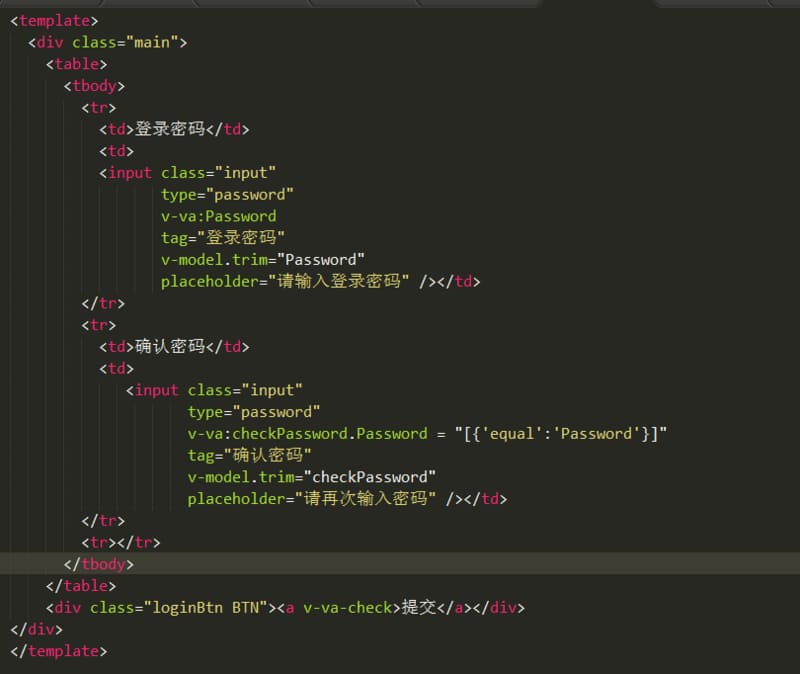 <template>
<div class="main">
<table>
<tbody>
<tr>
<td>登录密码</td>
<td>
<input class="input"
type="password"
v-va:Password
tag="登录密码"
v-model.trim="Password"
placeholder="请输入登录密码" /></td>
</tr>
<tr>
<td>确认密码</td>
<td>
<input class="input"
type="password"
v-va:checkPassword.Password = "[{'equal':'Password'}]"
tag="确认密码"
v-model.trim="checkPassword"
placeholder="请再次输入密码" /></td>
</tr>
<tr></tr>
</tbody>
</table>
<div class="loginBtn BTN"><a v-va-check>提交</a></div>
</div>
</template>